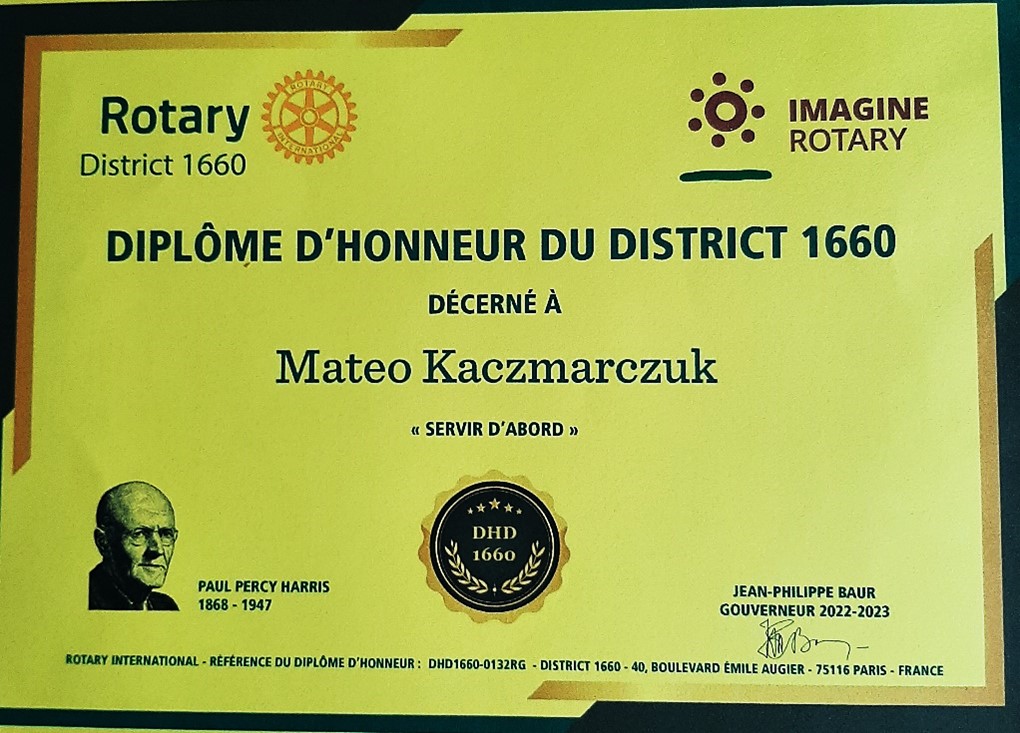 Rotary
District 1660
ROTARY
INTERNATIONAL
IMAGINE
ROTARY
DIPLÔME D'HONNEUR DU DISTRICT 1660
DÉCERNÉ À
Mateo Kaczmarczuk
« SERVIR D'ABORD »
DHD
1660
PAUL PERCY HARRIS
1868 - 1947
JEAN-PHILIPPE BAUR
GOUVERNEUR 2022-2023
ROTARY INTERNATIONAL - RÉFÉRENCE DU DIPLÔME D'HONNEUR : DHD1660-0132RG - DISTRICT 1660 - 40, BOULEVARD ÉMILE AUGIER - 75116 PARIS - FRANCE